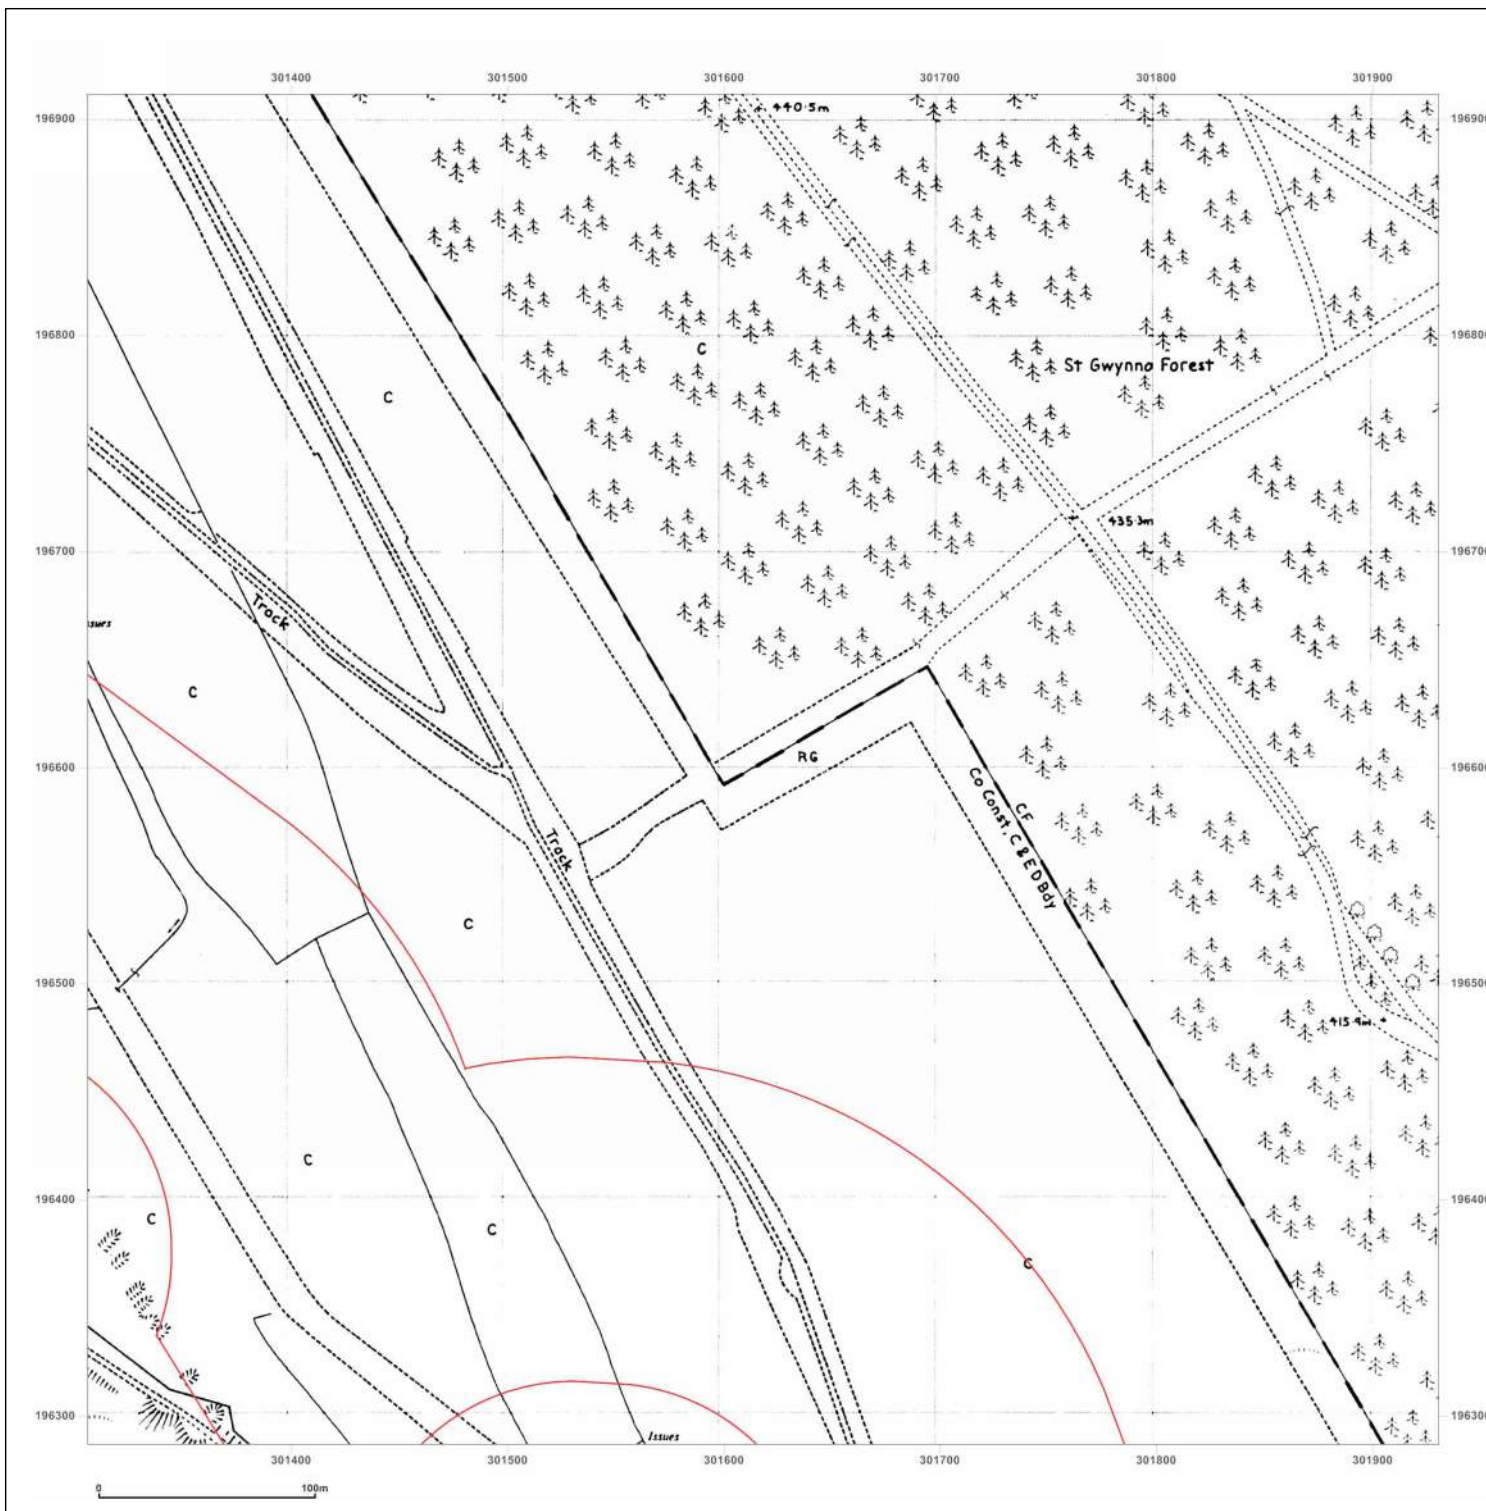 301400 301500 301600 301700 301800 301900
196900 440.5m 196900
196800 C 196800
St Gwynno Forest
C
435.3m
196700 196700
Track
ssues
C
196600 RG 196600
CF
Co Const, C & E D Bdy
Track
C
196500 196500
415.4m
C
196400 196400
C
C
C
196300 196300
Issues
301400 301500 301600 301700 301800 301900
0 100m